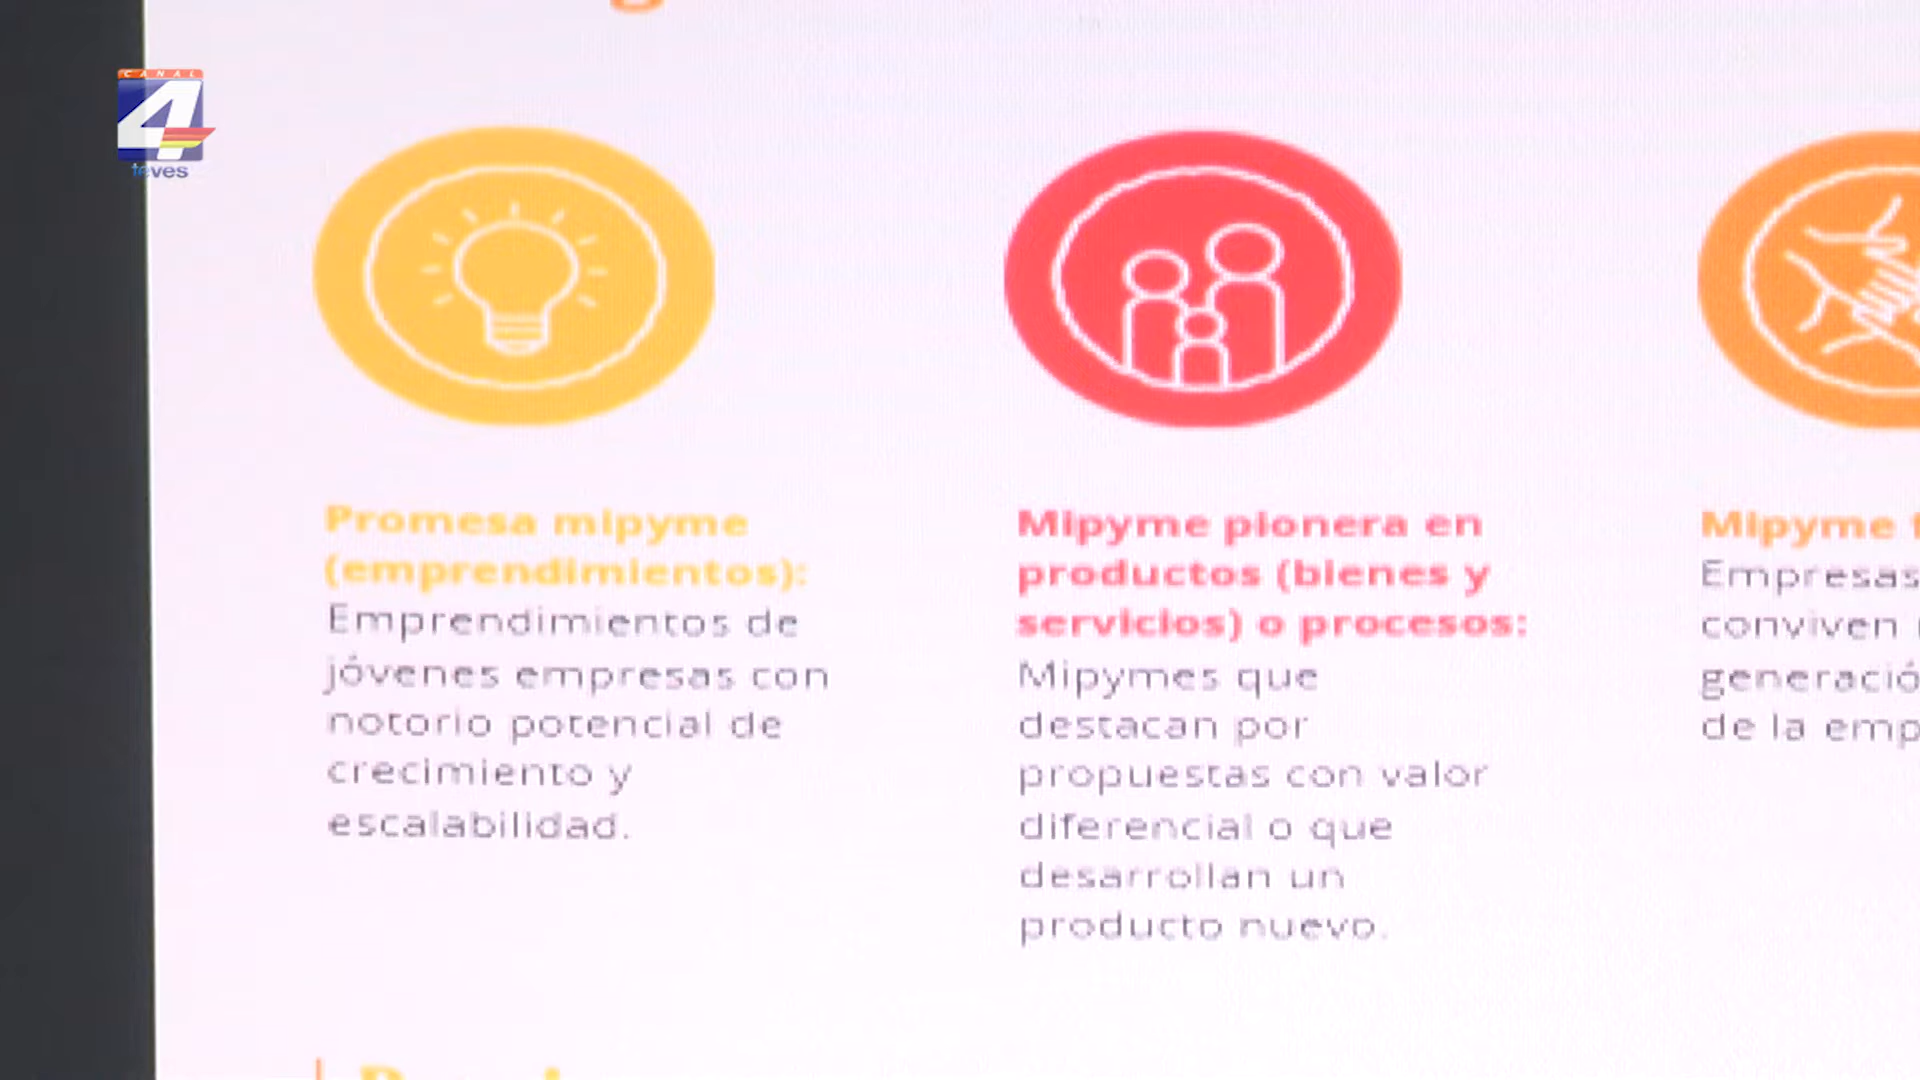 CANAL
4
teves
Promesa mipyme
(emprendimientos):
Emprendimientos de
jóvenes empresas con
notorio potencial de
crecimiento y
escalabilidad.
Mipyme pionera en
productos (bienes y
servicios) o procesos:
Mipymes que
destacan por
propuestas con valor
diferencial o que
desarrollan un
producto nuevo.
Mipyme
Empresas
conviven
de la